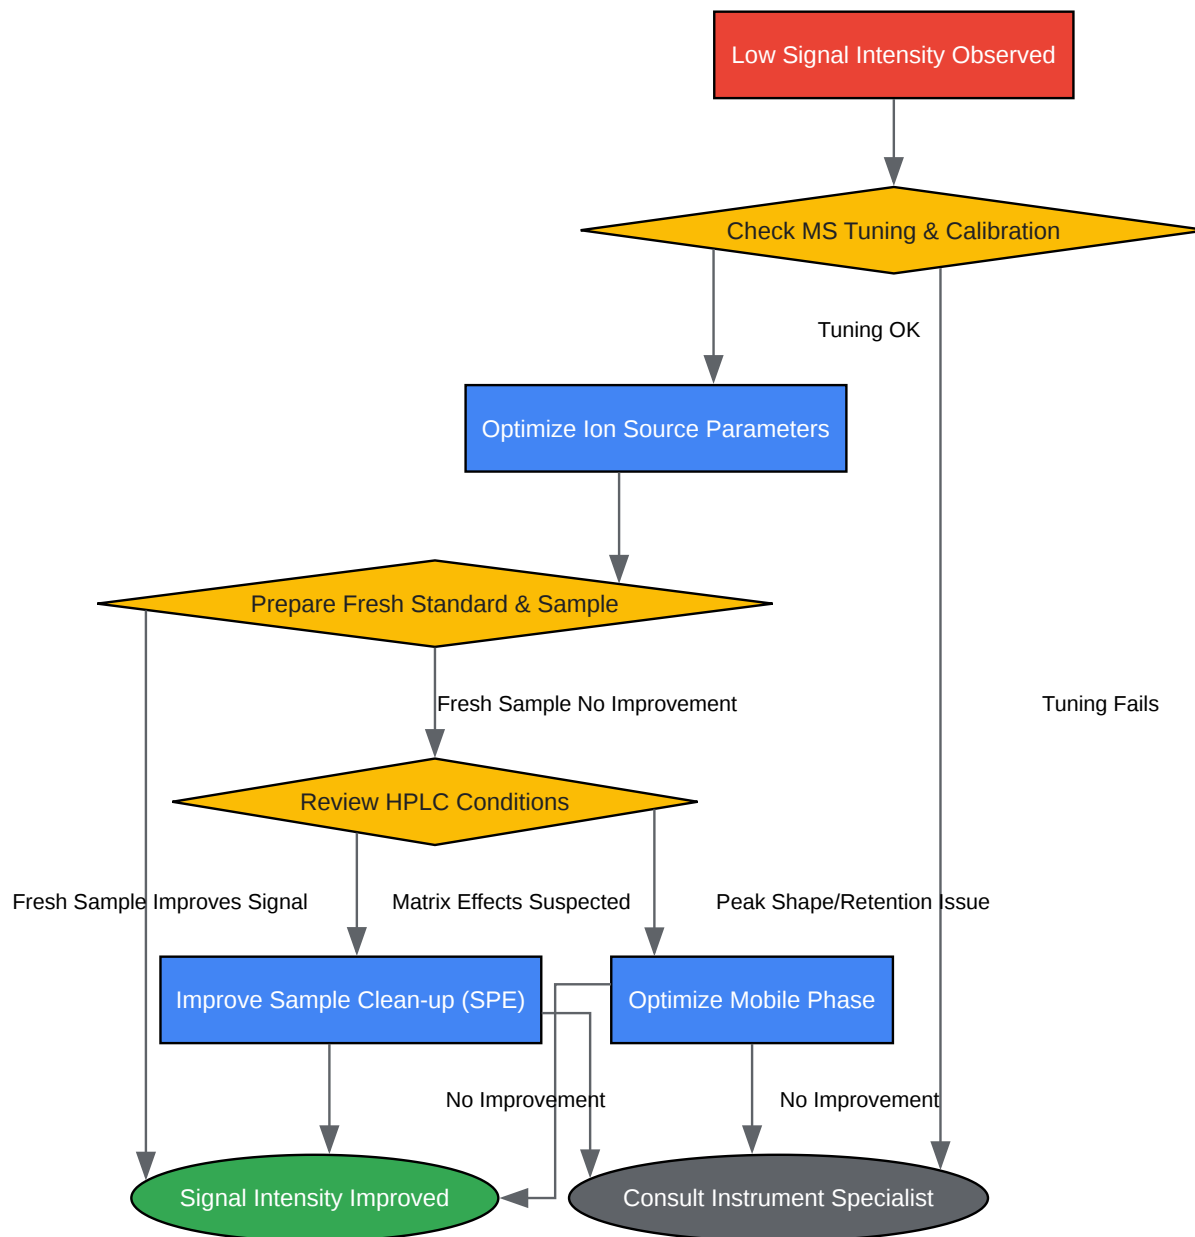 Low Signal Intensity Observed
Check MS Tuning & Calibration
Tuning OK
Optimize Ion Source Parameters
Prepare Fresh Standard & Sample
Fresh Sample No Improvement
Tuning Fails
Review HPLC Conditions
Fresh Sample Improves Signal
Matrix Effects Suspected
Peak Shape/Retention Issue
Improve Sample Clean-up (SPE)
Optimize Mobile Phase
No Improvement
No Improvement
Signal Intensity Improved
Consult Instrument Specialist